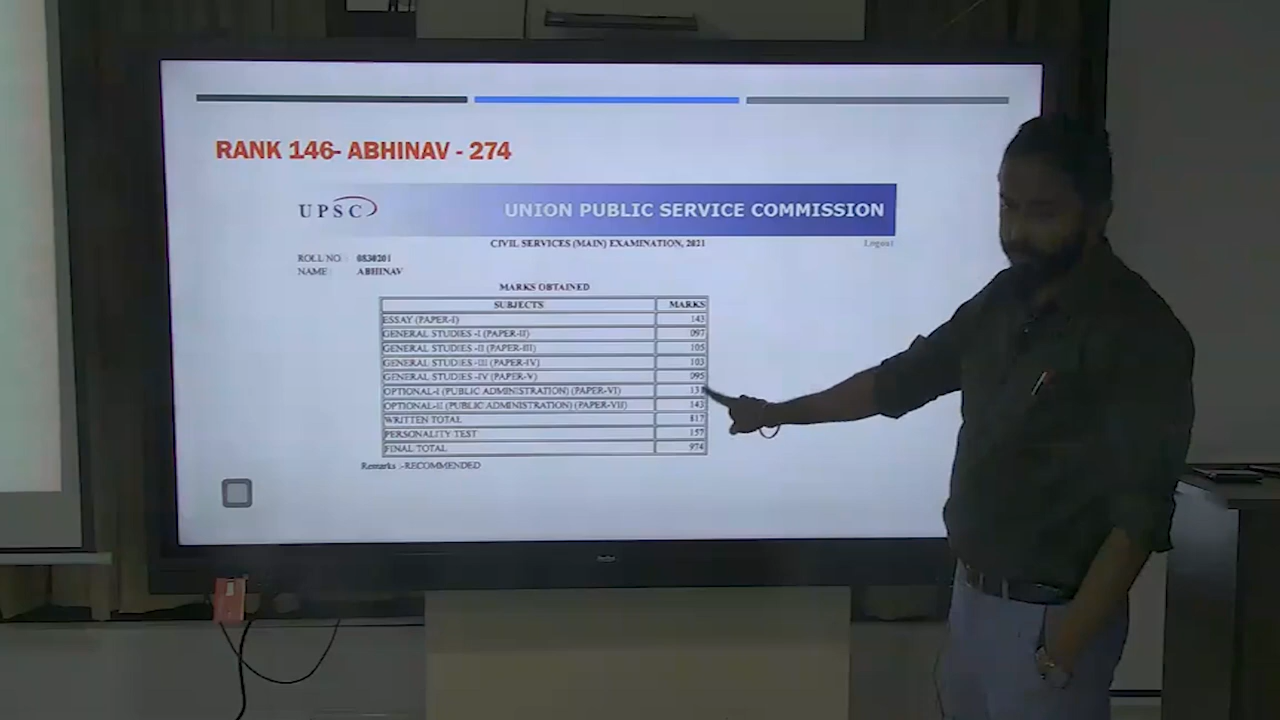 RANK 146- ABHINAV - 274
UPSC
UNION PUBLIC SERVICE COMMISSION
CIVIL SERVICES (MAIN) EXAMINATION, 2021
Logout
ROLL NO : 0830201
NAME : ABHINAV
MARKS OBTAINED
SUBJECTS MARKS
ESSAY (PAPER-I) 143
GENERAL STUDIES -I (PAPER-II) 097
GENERAL STUDIES -II (PAPER-III) 105
GENERAL STUDIES -III (PAPER-IV) 103
GENERAL STUDIES -IV (PAPER-V) 095
OPTIONAL-I (PUBLIC ADMINISTRATION) (PAPER-VI) 131
OPTIONAL-II (PUBLIC ADMINISTRATION) (PAPER-VII) 143
WRITTEN TOTAL 817
PERSONALITY TEST 157
FINAL TOTAL 974
Remarks :-RECOMMENDED